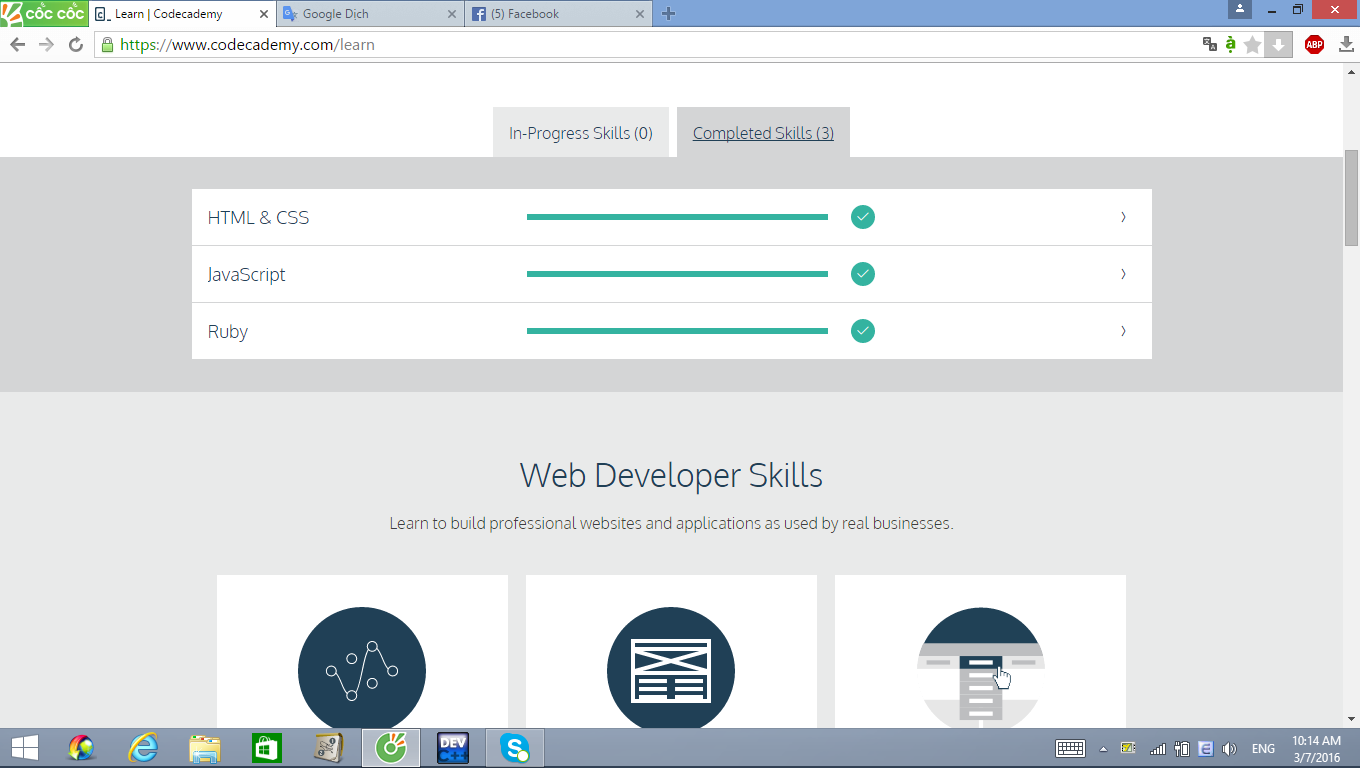 cốc cốc
Learn | Codecademy
Google Dịch
(5) Facebook
https://www.codecademy.com/learn
ABP
In-Progress Skills (0)
Completed Skills (3)
HTML & CSS
JavaScript
Ruby
Web Developer Skills
Learn to build professional websites and applications as used by real businesses.
DEV
C++
ENG
10:14 AM
3/7/2016